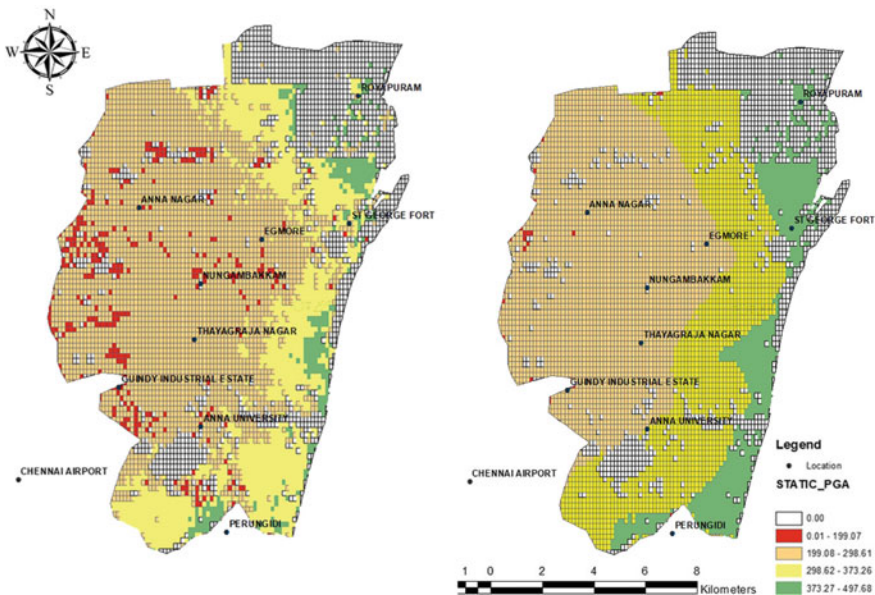 N
W
E
S
ROYAPURAM
ANNA NAGAR
ST GEORGE FORT
EGMORE
NUNGAMBAKKAM
THAYAGRAJA NAGAR
GUINDY INDUSTRIAL ESTATE
ANNA UNIVERSITY
CHENNAI AIRPORT
PERUNGIDI
ROYAPURAM
ANNA NAGAR
ST GEORGE FORT
EGMORE
NUNGAMBAKKAM
THAYAGRAJA NAGAR
GUINDY INDUSTRIAL ESTATE
ANNA UNIVERSITY
CHENNAI AIRPORT
PERUNGIDI
Legend
Location
STATIC_PGA
0.00
0.01 - 199.07
199.08 - 298.61
298.62 - 373.26
373.27 - 497.68
1 0 2 4 6 8
Kilometers